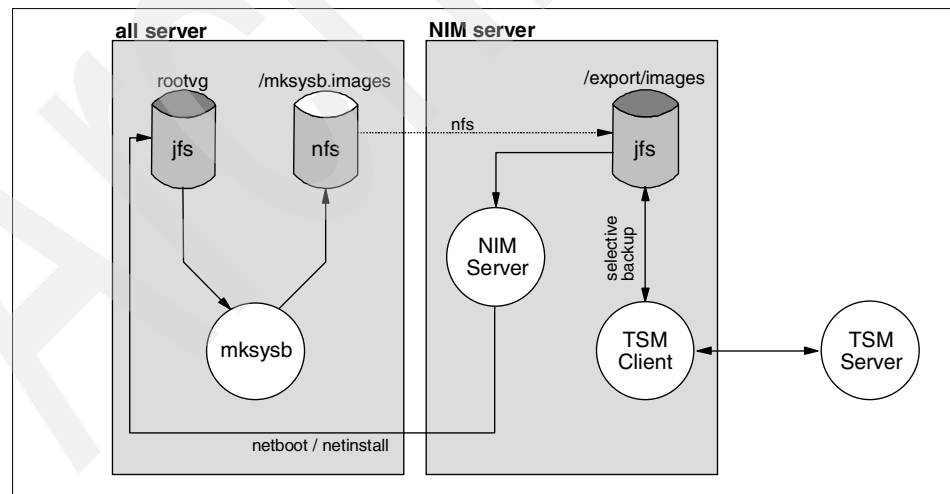 all server
NIM server
rootvg
/mksysb.images
/export/images
jfs
nfs
nfs
jfs
NIM
Server
selective
backup
mksysb
TSM
Client
TSM
Server
netboot / netinstall